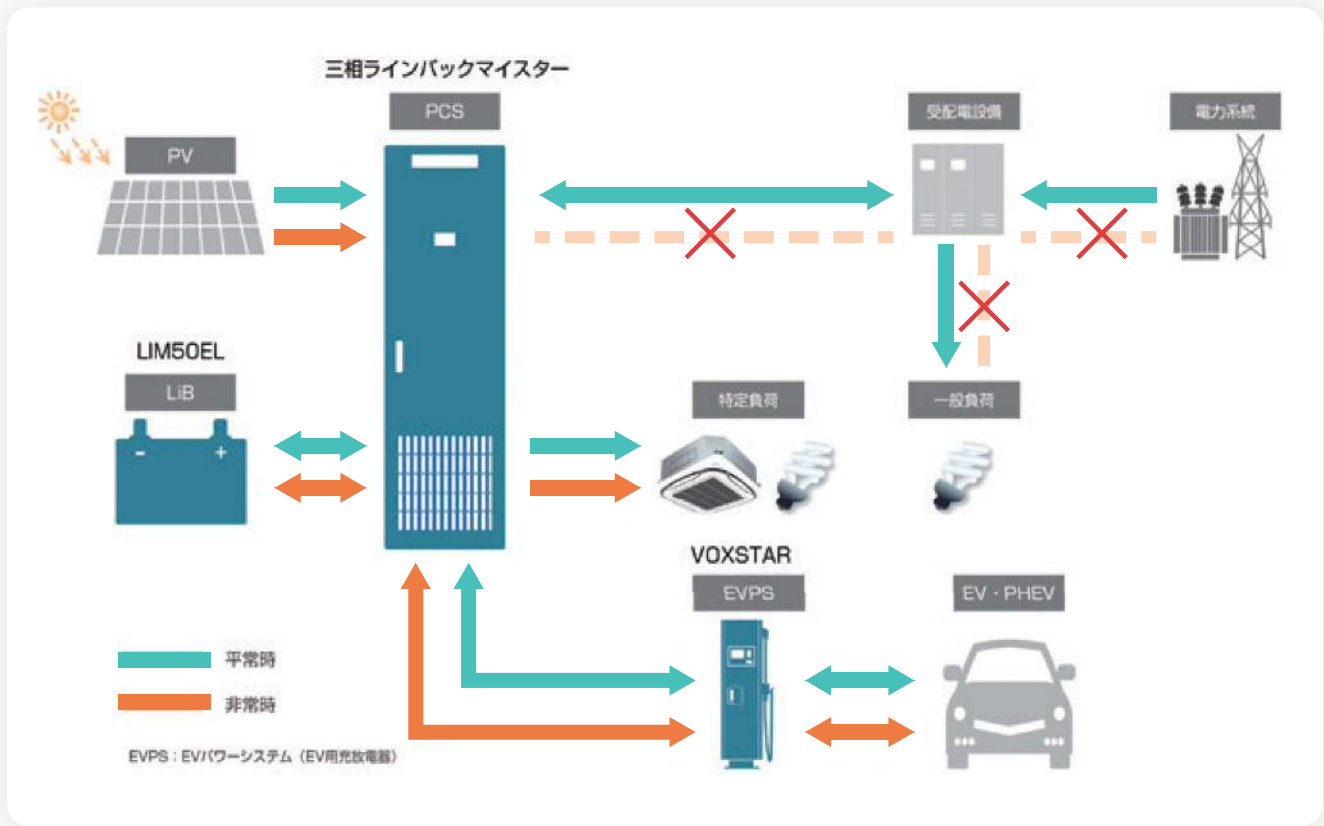 三相ラインバックマイスター
PCS
受配電設備
電力系統
PV
LIM50EL
LiB
特定負荷
一般負荷
VOXSTAR
EVPS
EV・PHEV
平常時
非常時
EVPS：EVパワーシステム（EV用充放電器）